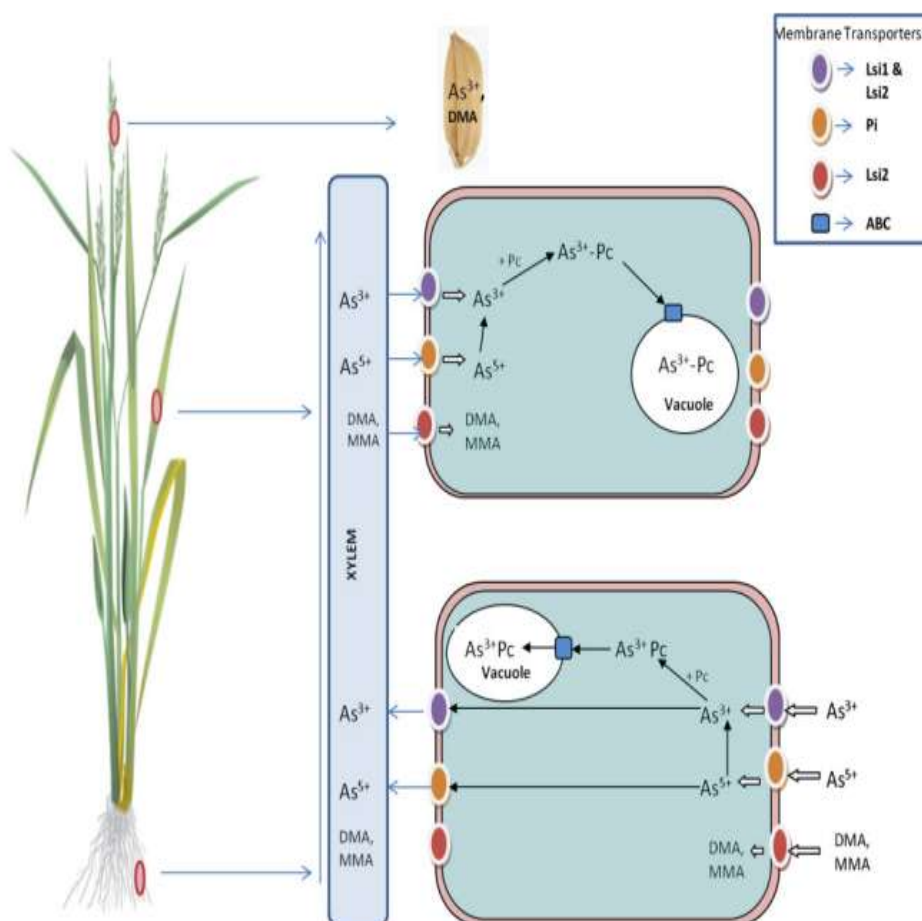 Membrane Transporters
Lsi1 &
Lsi2
Pi
Lsi2
ABC
As³⁺,
DMA
XYLEM
As³⁺
As⁵⁺
DMA,
MMA
As³⁺
As⁵⁺
DMA,
MMA
+ Pc
As³⁺-Pc
As³⁺-Pc
Vacuole
As³⁺
As⁵⁺
DMA,
MMA
As³⁺Pc
Vacuole
As³⁺Pc
+ Pc
As³⁺
As⁵⁺
DMA,
MMA
As³⁺
As⁵⁺
DMA,
MMA